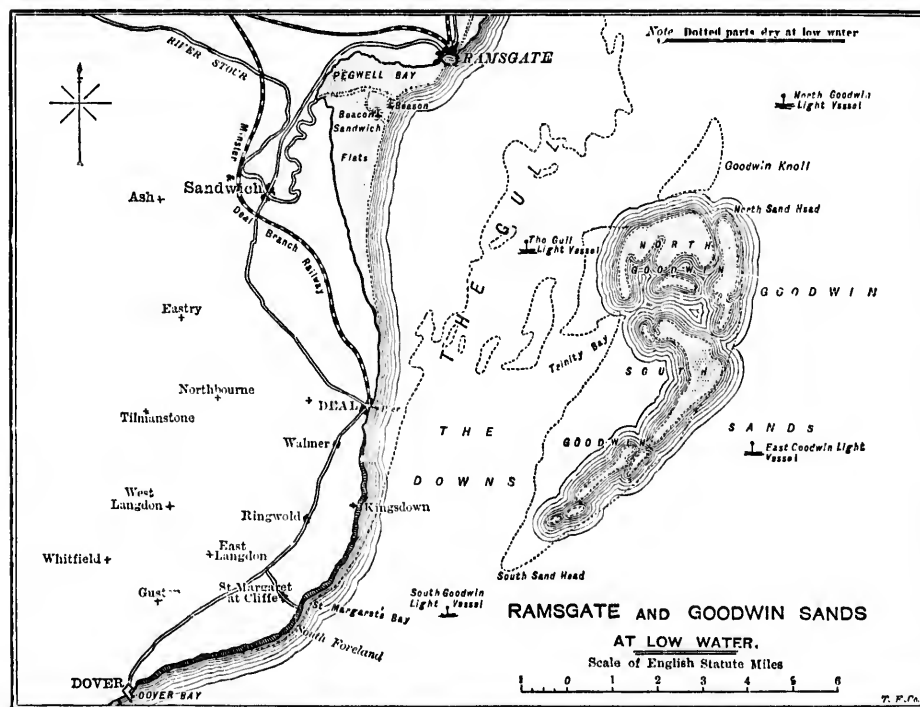 Note Dotted parts dry at low water
RIVER STOUR
RAMSGATE
PEGWELL BAY
Beacon
Beacon
Sandwich
Flats
North Goodwin
Light Vessel
Goodwin Knoll
Minster &
Deal
Branch Railway
Sandwich
Ash
North Sand Head
THE GULL
The Gull
Light Vessel
NORTH
GOODWIN
GOODWIN
Eastry
Trinity Bay
SOUTH
Northbourne
Tilmanstone
DEAL
Pier
Walmer
THE
DOWNS
GOODWIN
SANDS
East Goodwin Light
Vessel
West
Langdon
Ringwold
Kingsdown
Whitfield
East
Langdon
South Sand Head
St. Margaret
at Cliffe
St. Margaret's Bay
South Goodwin
Light Vessel
South Foreland
DOVER
DOVER BAY
RAMSGATE AND GOODWIN SANDS
AT LOW WATER.
Scale of English Statute Miles
1 0 1 2 3 4 5 6
T. F. Co.